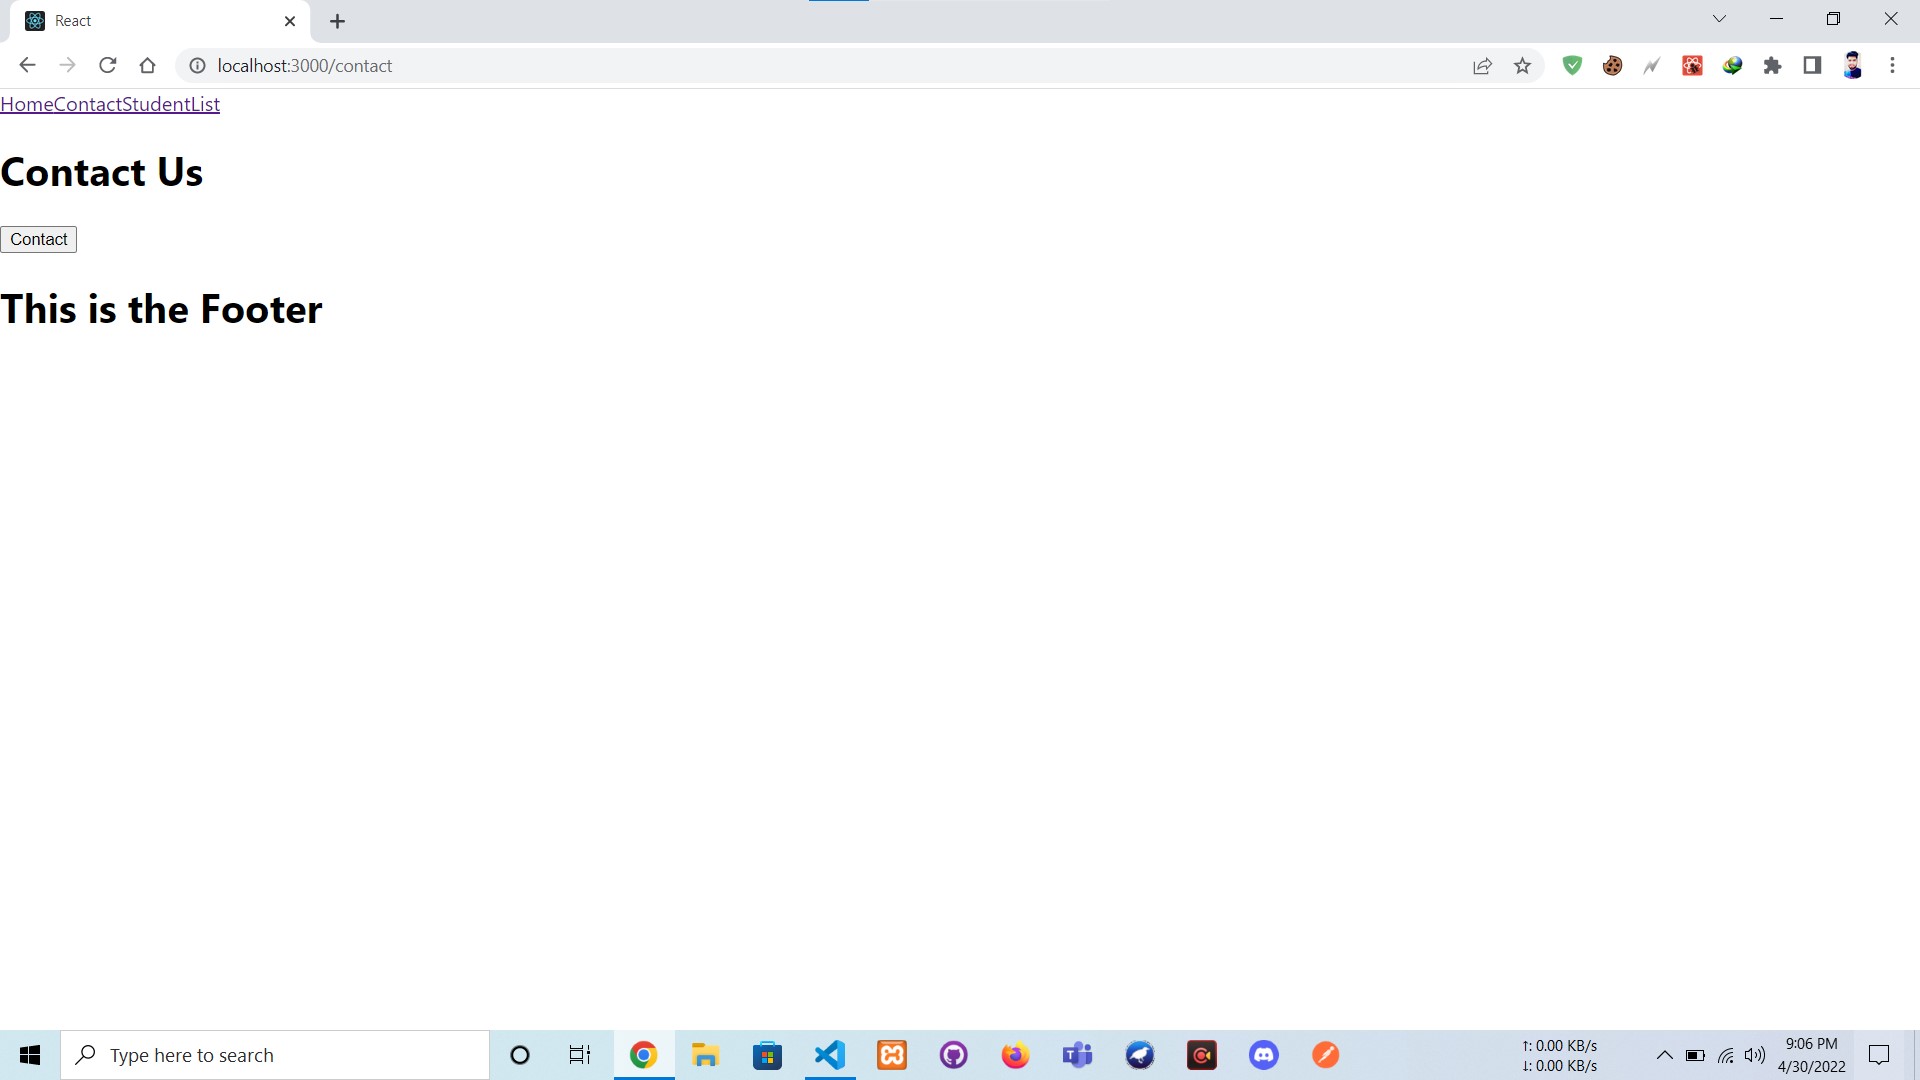 React
localhost:3000/contact
HomeContactStudentList
Contact Us
Contact
This is the Footer
Type here to search
↑: 0.00 KB/s
↓: 0.00 KB/s
9:06 PM
4/30/2022